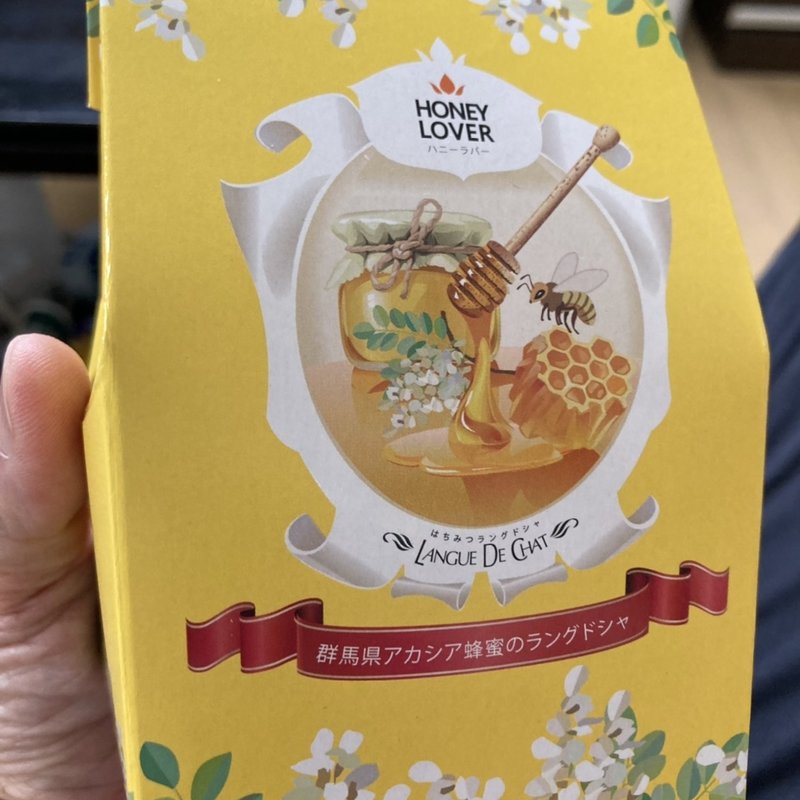 HONEY
LOVER
ハニーラバー
はちみつラングドシャ
LANGUE DE CHAT
群馬県アカシア蜂蜜のラングドシャ